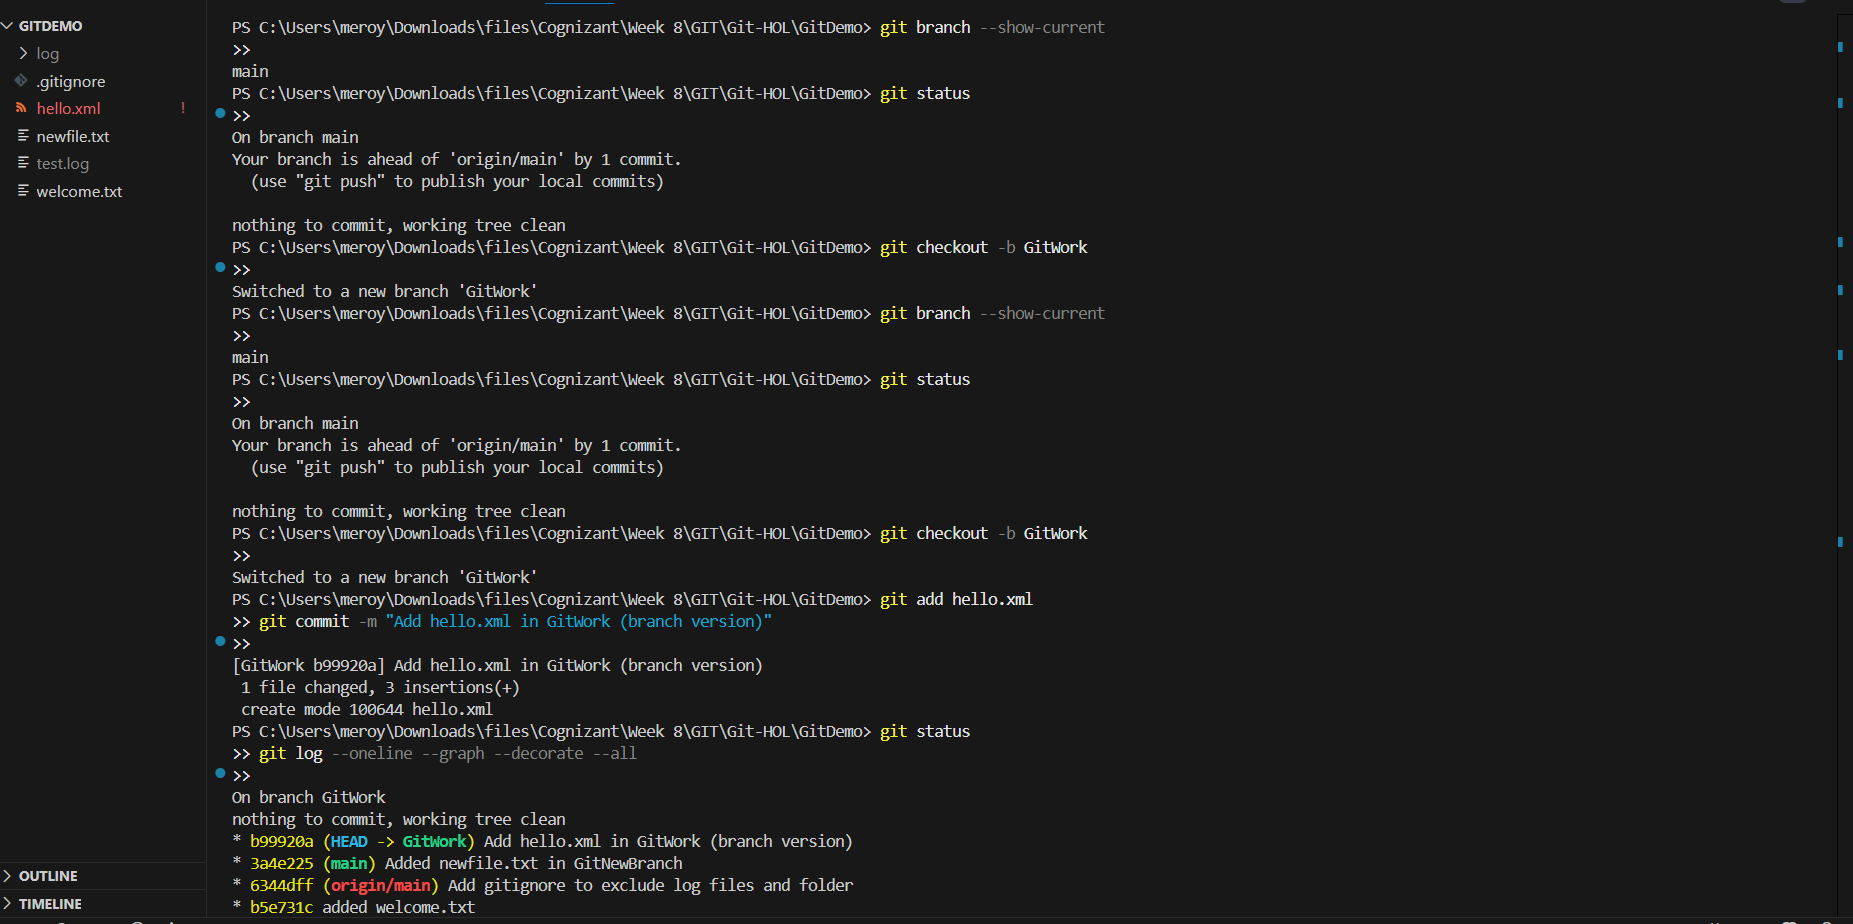 GITDEMO
log
.gitignore
hello.xml !
newfile.txt
test.log
welcome.txt
OUTLINE
TIMELINE
PS C:\Users\meroy\Downloads\files\Cognizant\Week 8\GIT\Git-HOL\GitDemo> git branch --show-current
>>
main
PS C:\Users\meroy\Downloads\files\Cognizant\Week 8\GIT\Git-HOL\GitDemo> git status
>>
On branch main
Your branch is ahead of 'origin/main' by 1 commit.
  (use "git push" to publish your local commits)
nothing to commit, working tree clean
PS C:\Users\meroy\Downloads\files\Cognizant\Week 8\GIT\Git-HOL\GitDemo> git checkout -b GitWork
>>
Switched to a new branch 'GitWork'
PS C:\Users\meroy\Downloads\files\Cognizant\Week 8\GIT\Git-HOL\GitDemo> git branch --show-current
>>
main
PS C:\Users\meroy\Downloads\files\Cognizant\Week 8\GIT\Git-HOL\GitDemo> git status
>>
On branch main
Your branch is ahead of 'origin/main' by 1 commit.
  (use "git push" to publish your local commits)
nothing to commit, working tree clean
PS C:\Users\meroy\Downloads\files\Cognizant\Week 8\GIT\Git-HOL\GitDemo> git checkout -b GitWork
>>
Switched to a new branch 'GitWork'
PS C:\Users\meroy\Downloads\files\Cognizant\Week 8\GIT\Git-HOL\GitDemo> git add hello.xml
>> git commit -m "Add hello.xml in GitWork (branch version)"
>>
[GitWork b99920a] Add hello.xml in GitWork (branch version)
 1 file changed, 3 insertions(+)
 create mode 100644 hello.xml
PS C:\Users\meroy\Downloads\files\Cognizant\Week 8\GIT\Git-HOL\GitDemo> git status
>> git log --oneline --graph --decorate --all
>>
On branch GitWork
nothing to commit, working tree clean
* b99920a (HEAD -> GitWork) Add hello.xml in GitWork (branch version)
* 3a4e225 (main) Added newfile.txt in GitNewBranch
* 6344dff (origin/main) Add gitignore to exclude log files and folder
* b5e731c added welcome.txt